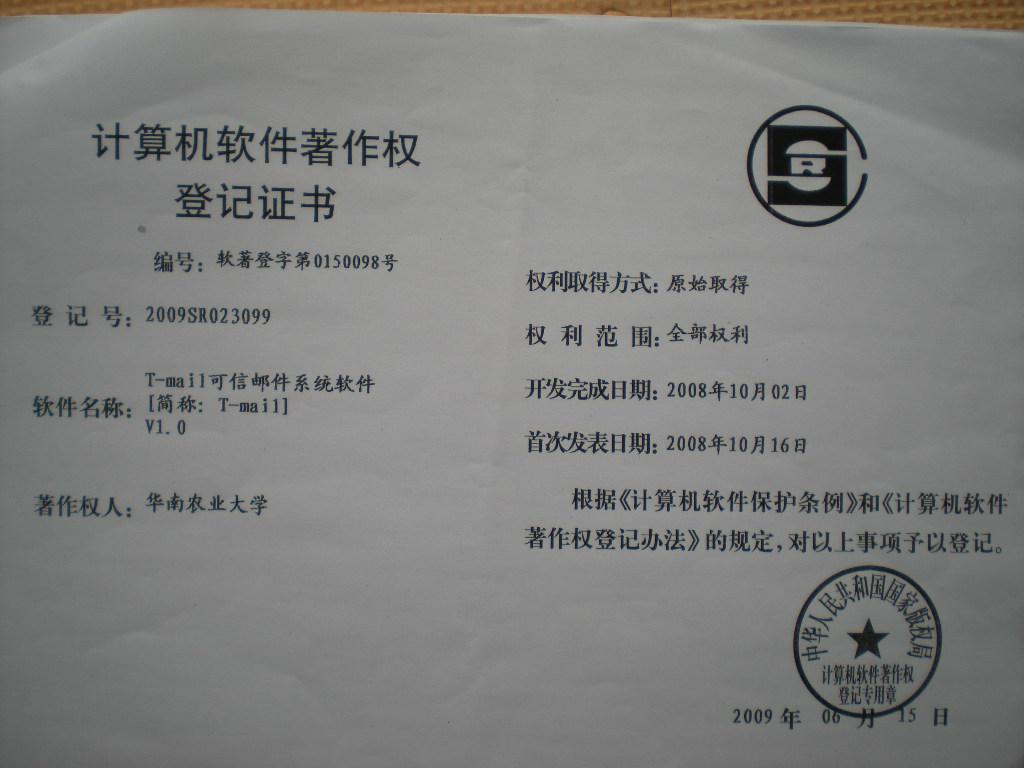 计算机软件著作权
登记证书
编号：软著登字第0150098号
登 记 号：2009SR023099
软件名称：T-mail可信邮件系统软件
[简称：T-mail]
V1.0
著作权人：华南农业大学
SR
权利取得方式：原始取得
权 利 范 围：全部权利
开发完成日期：2008年10月02日
首次发表日期：2008年10月16日
根据《计算机软件保护条例》和《计算机软件
著作权登记办法》的规定，对以上事项予以登记。
中华人民共和国国家版权局
计算机软件著作权
登记专用章
2009 年 06 月 15 日